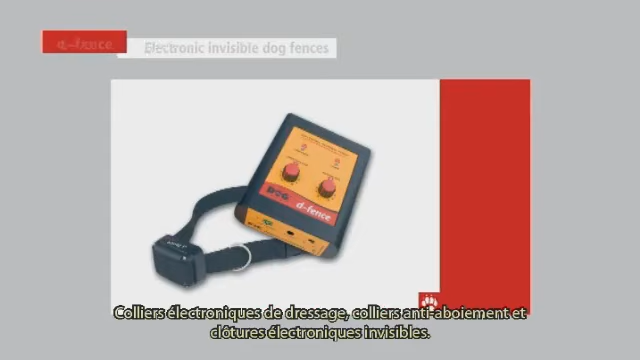 d-fence
Electronic invisible dog fences
DOG
d-fence
Colliers électroniques de dressage, colliers anti-aboiement et
clôtures électroniques invisibles.